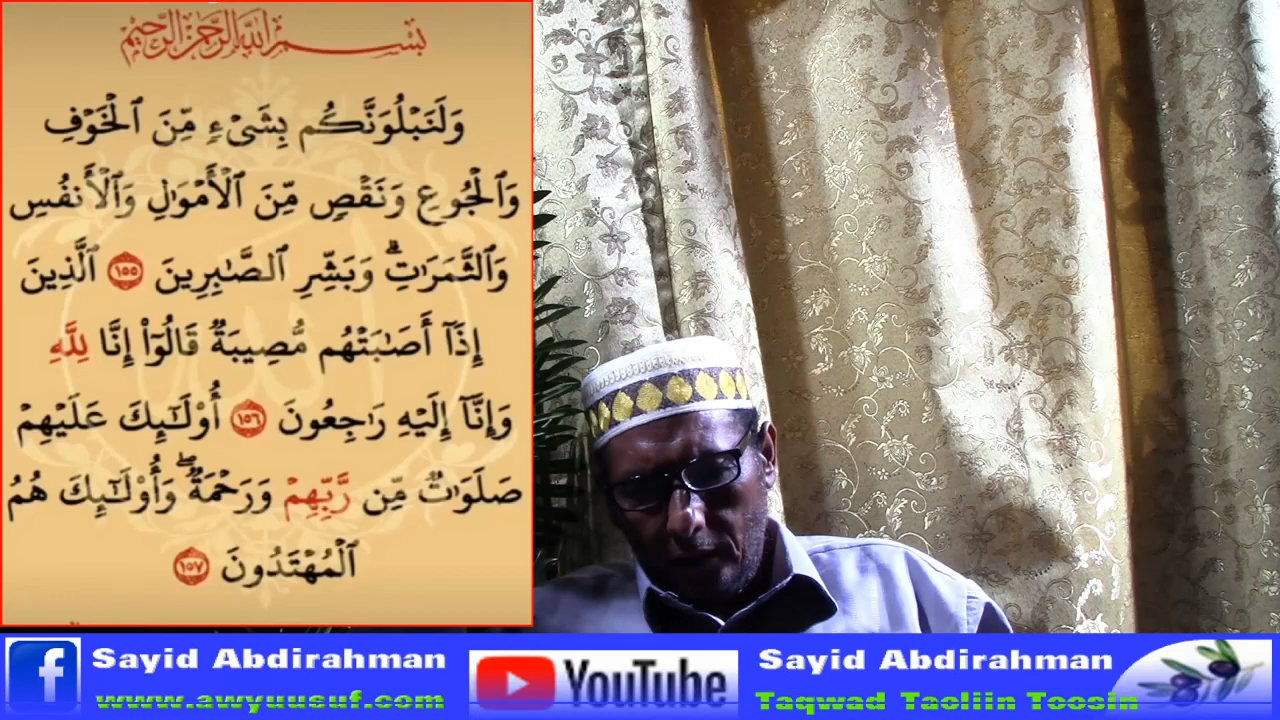 بِسْمِ اللَّهِ الرَّحْمَٰنِ الرَّحِيمِ
وَلَنَبْلُوَنَّكُم بِشَىْءٍ مِّنَ ٱلْخَوْفِ
وَٱلْجُوعِ وَنَقْصٍ مِّنَ ٱلْأَمْوَٰلِ وَٱلْأَنفُسِ
وَٱلثَّمَرَٰتِ ۗ وَبَشِّرِ ٱلصَّٰبِرِينَ ١٥٥ ٱلَّذِينَ
إِذَآ أَصَٰبَتْهُم مُّصِيبَةٌ قَالُوٓا۟ إِنَّا لِلَّهِ
وَإِنَّآ إِلَيْهِ رَٰجِعُونَ ١٥٦ أُو۟لَٰٓئِكَ عَلَيْهِمْ
صَلَوَٰتٌ مِّن رَّبِّهِمْ وَرَحْمَةٌ ۖ وَأُو۟لَٰٓئِكَ هُمُ
ٱلْمُهْتَدُونَ ١٥٧
f Sayid Abdirahman
www.awyuusuf.com
YouTube
Sayid Abdirahman
Taqwad Taoliin Toosin